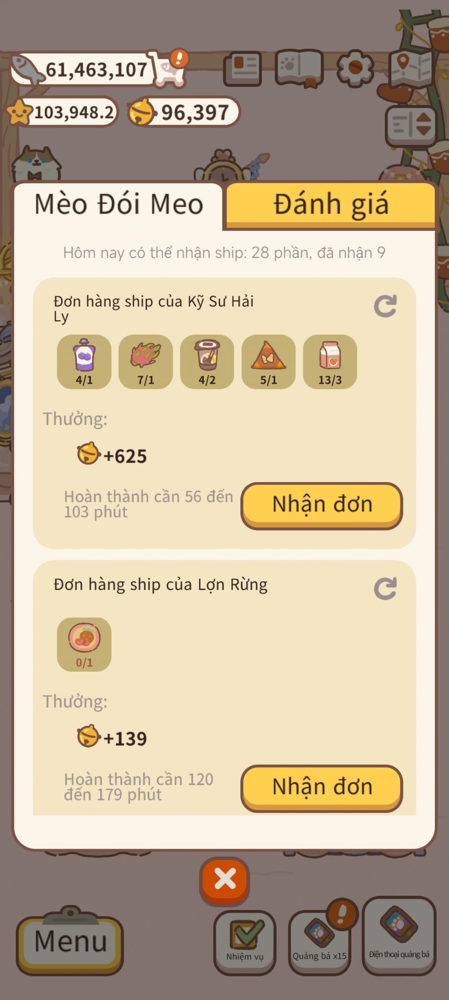 61,463,107
103,948.2
96,397
Mèo Đói Meo
Đánh giá
Hôm nay có thể nhận ship: 28 phần, đã nhận 9
Đơn hàng ship của Kỹ Sư Hải
Ly
4/1
7/1
4/2
5/1
13/3
Thưởng:
+625
Hoàn thành cần 56 đến
103 phút
Nhận đơn
Đơn hàng ship của Lợn Rừng
0/1
Thưởng:
+139
Hoàn thành cần 120
đến 179 phút
Nhận đơn
Menu
Nhiệm vụ
Quảng bá x15
Điện thoại quảng bá